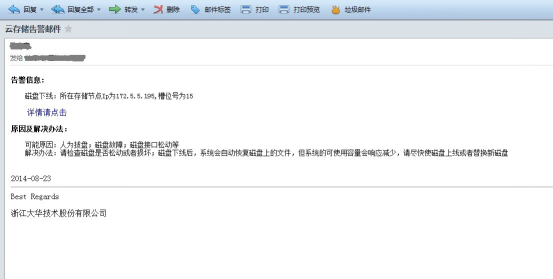 回复 回复全部 转发 删除 邮件标签 打印 打印预览 垃圾邮件
云存储告警邮件
发给
告警信息：
磁盘下线：所在存储节点Ip为172.5.5.195,槽位号为15
详情请点击
原因及解决办法：
可能原因：人为拔盘；磁盘故障；磁盘接口松动等
解决办法：请检查磁盘是否松动或者损坏；磁盘下线后，系统会自动恢复磁盘上的文件，但系统的可使用容量会响应减少，请尽快使磁盘上线或者替换新磁盘
2014-08-23
Best Regards
浙江大华技术股份有限公司